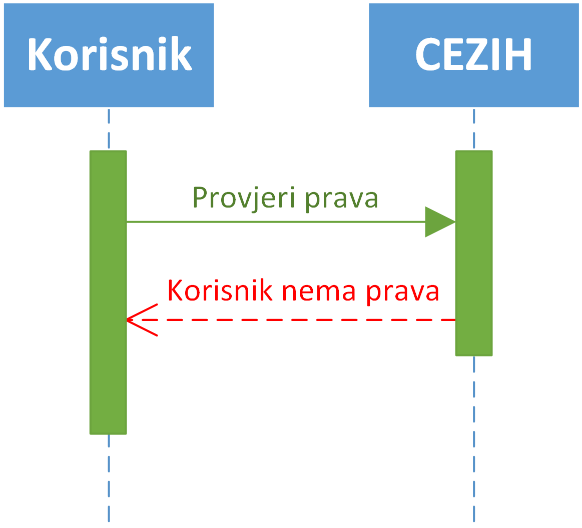 Korisnik
CEZIH
Provjeri prava
Korisnik nema prava